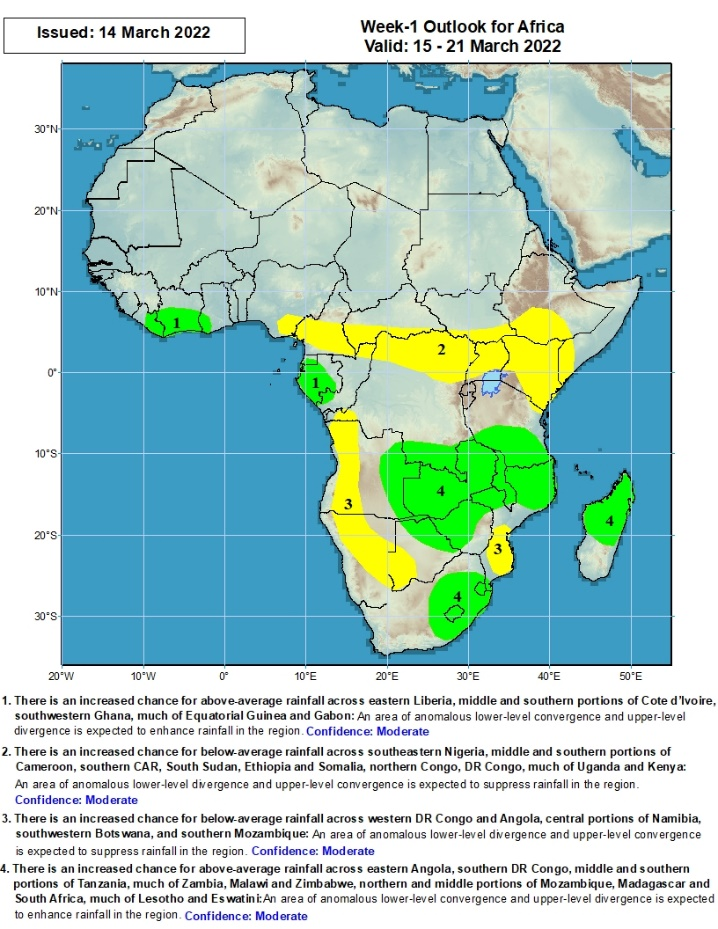 Issued: 14 March 2022
Week-1 Outlook for Africa
Valid: 15 - 21 March 2022
30°N
20°N
10°N
0°
10°S
20°S
30°S
1
2
1
3
4
4
3
4
20°W
10°W
0°
10°E
20°E
30°E
40°E
50°E
1. There is an increased chance for above-average rainfall across eastern Liberia, middle and southern portions of Cote d'Ivoire,
southwestern Ghana, much of Equatorial Guinea and Gabon: An area of anomalous lower-level convergence and upper-level
divergence is expected to enhance rainfall in the region. Confidence: Moderate
2. There is an increased chance for below-average rainfall across southeastern Nigeria, middle and southern portions of
Cameroon, southern CAR, South Sudan, Ethiopia and Somalia, northern Congo, DR Congo, much of Uganda and Kenya:
An area of anomalous lower-level divergence and upper-level convergence is expected to suppress rainfall in the region.
Confidence: Moderate
3. There is an increased chance for below-average rainfall across western DR Congo and Angola, central portions of Namibia,
southwestern Botswana, and southern Mozambique: An area of anomalous lower-level divergence and upper-level convergence
is expected to suppress rainfall in the region. Confidence: Moderate
4. There is an increased chance for above-average rainfall across eastern Angola, southern DR Congo, middle and southern
portions of Tanzania, much of Zambia, Malawi and Zimbabwe, northern and middle portions of Mozambique, Madagascar and
South Africa, much of Lesotho and Eswatini:An area of anomalous lower-level convergence and upper-level divergence is expected
to enhance rainfall in the region. Confidence: Moderate